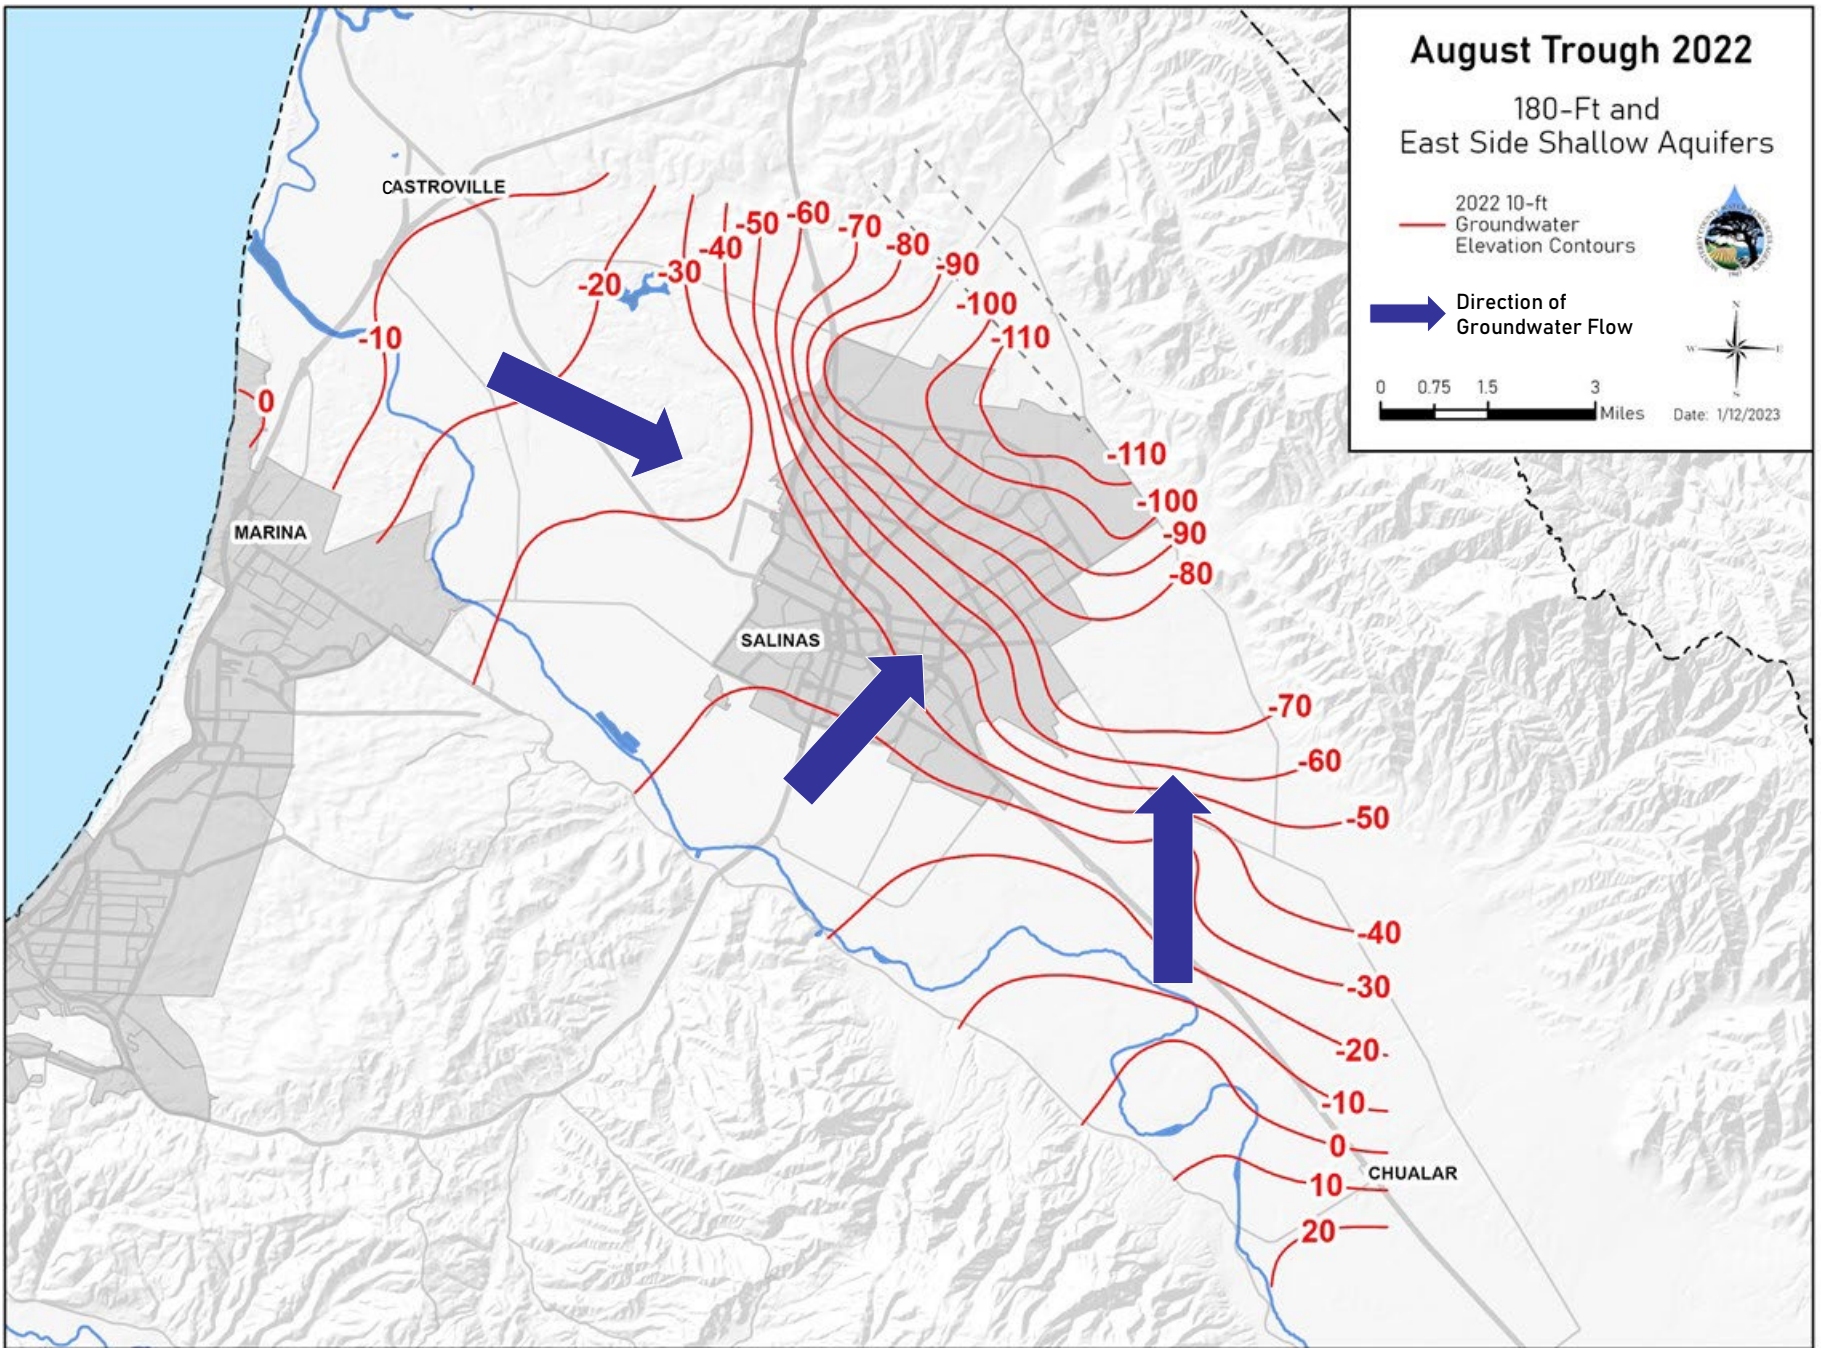 August Trough 2022
180-Ft and
East Side Shallow Aquifers
2022 10-ft
Groundwater
Elevation Contours
Direction of
Groundwater Flow
N
W
E
S
0 0.75 1.5 3
Miles
Date: 1/12/2023
CASTROVILLE
-50
-60
-70
-80
-90
-40
-30
-20
-100
-110
-10
0
-110
-100
-90
-80
MARINA
SALINAS
-70
-60
-50
-40
-30
-20
-10
0
CHUALAR
10
20